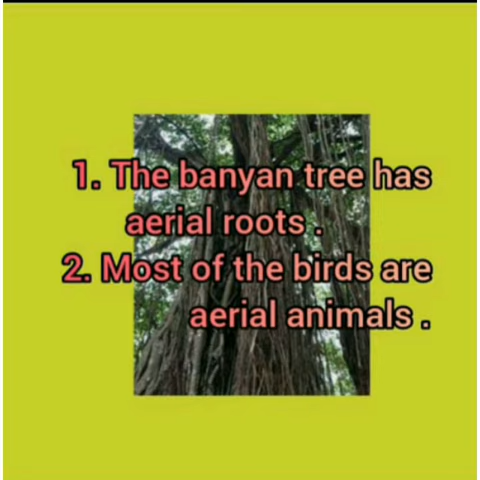 1. The banyan tree has
aerial roots .
2. Most of the birds are
aerial animals .